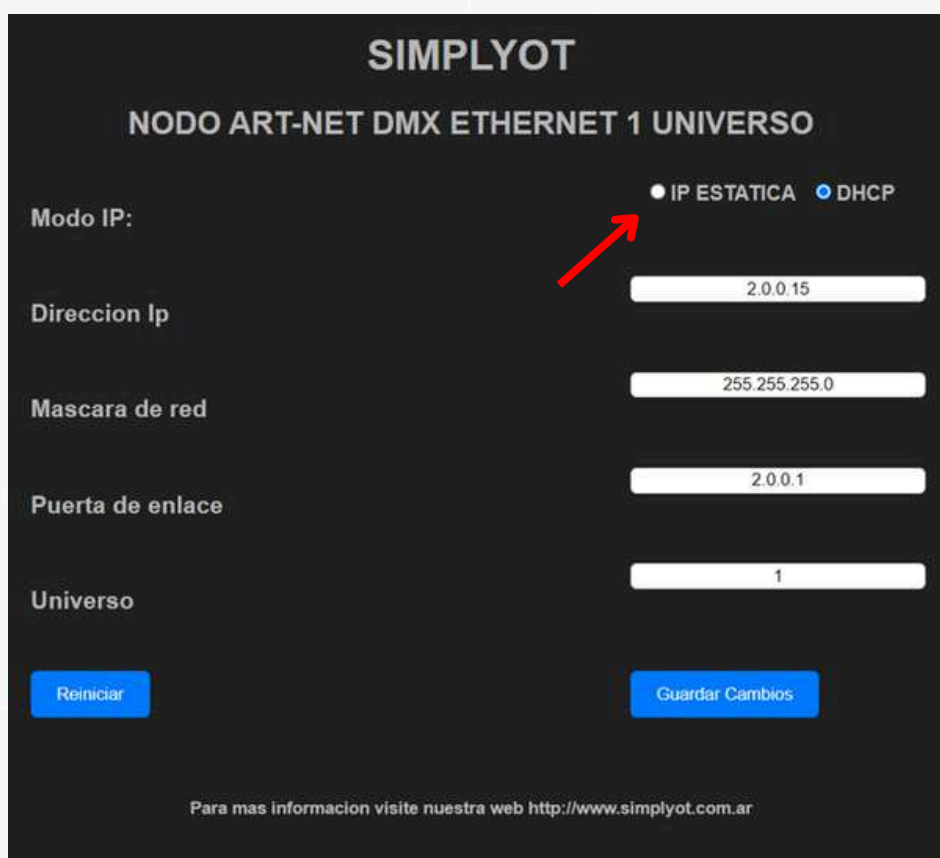 SIMPLYOT
NODO ART-NET DMX ETHERNET 1 UNIVERSO
IP ESTATICA DHCP
Modo IP:
2.0.0.15
Direccion Ip
255.255.255.0
Mascara de red
2.0.0.1
Puerta de enlace
1
Universo
Reiniciar Guardar Cambios
Para mas informacion visite nuestra web http://www.simplyot.com.ar